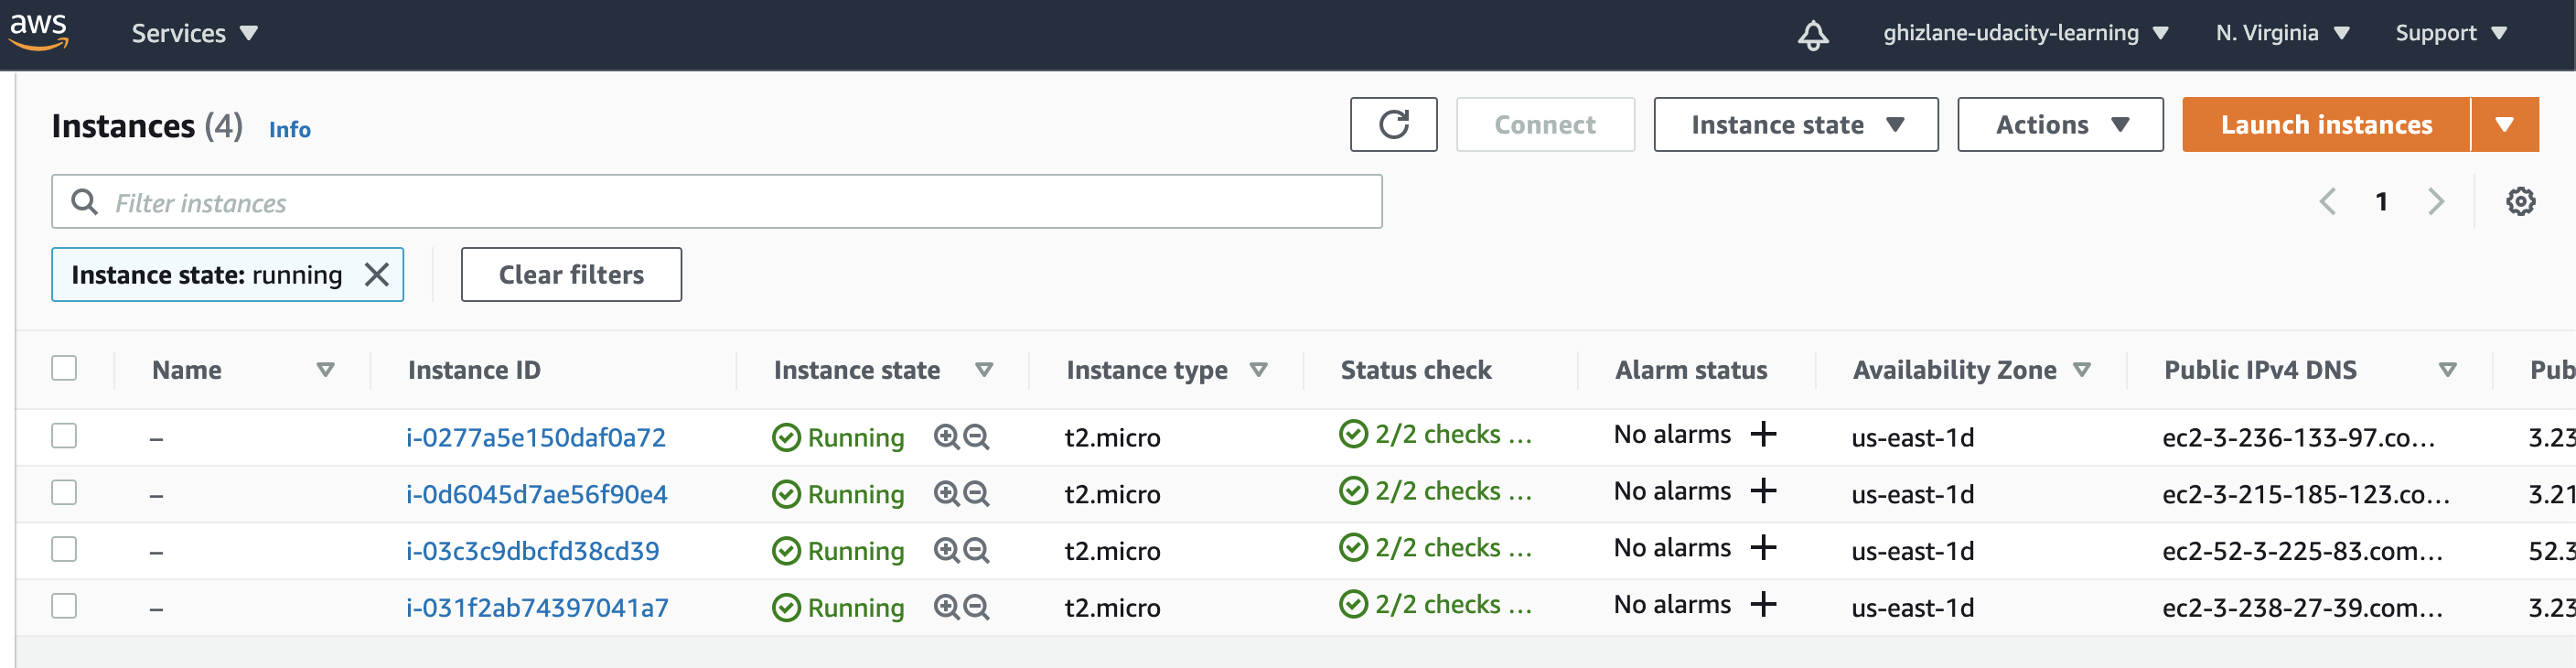 aws Services ghizlane-udacity-learning N. Virginia Support
Instances (4) Info Connect Instance state Actions Launch instances
Filter instances 1
Instance state: running Clear filters
Name Instance ID Instance state Instance type Status check Alarm status Availability Zone Public IPv4 DNS Pub
– i-0277a5e150daf0a72 Running t2.micro 2/2 checks ... No alarms + us-east-1d ec2-3-236-133-97.co... 3.23
– i-0d6045d7ae56f90e4 Running t2.micro 2/2 checks ... No alarms + us-east-1d ec2-3-215-185-123.co... 3.21
– i-03c3c9dbcfd38cd39 Running t2.micro 2/2 checks ... No alarms + us-east-1d ec2-52-3-225-83.com... 52.3
– i-031f2ab74397041a7 Running t2.micro 2/2 checks ... No alarms + us-east-1d ec2-3-238-27-39.com... 3.23